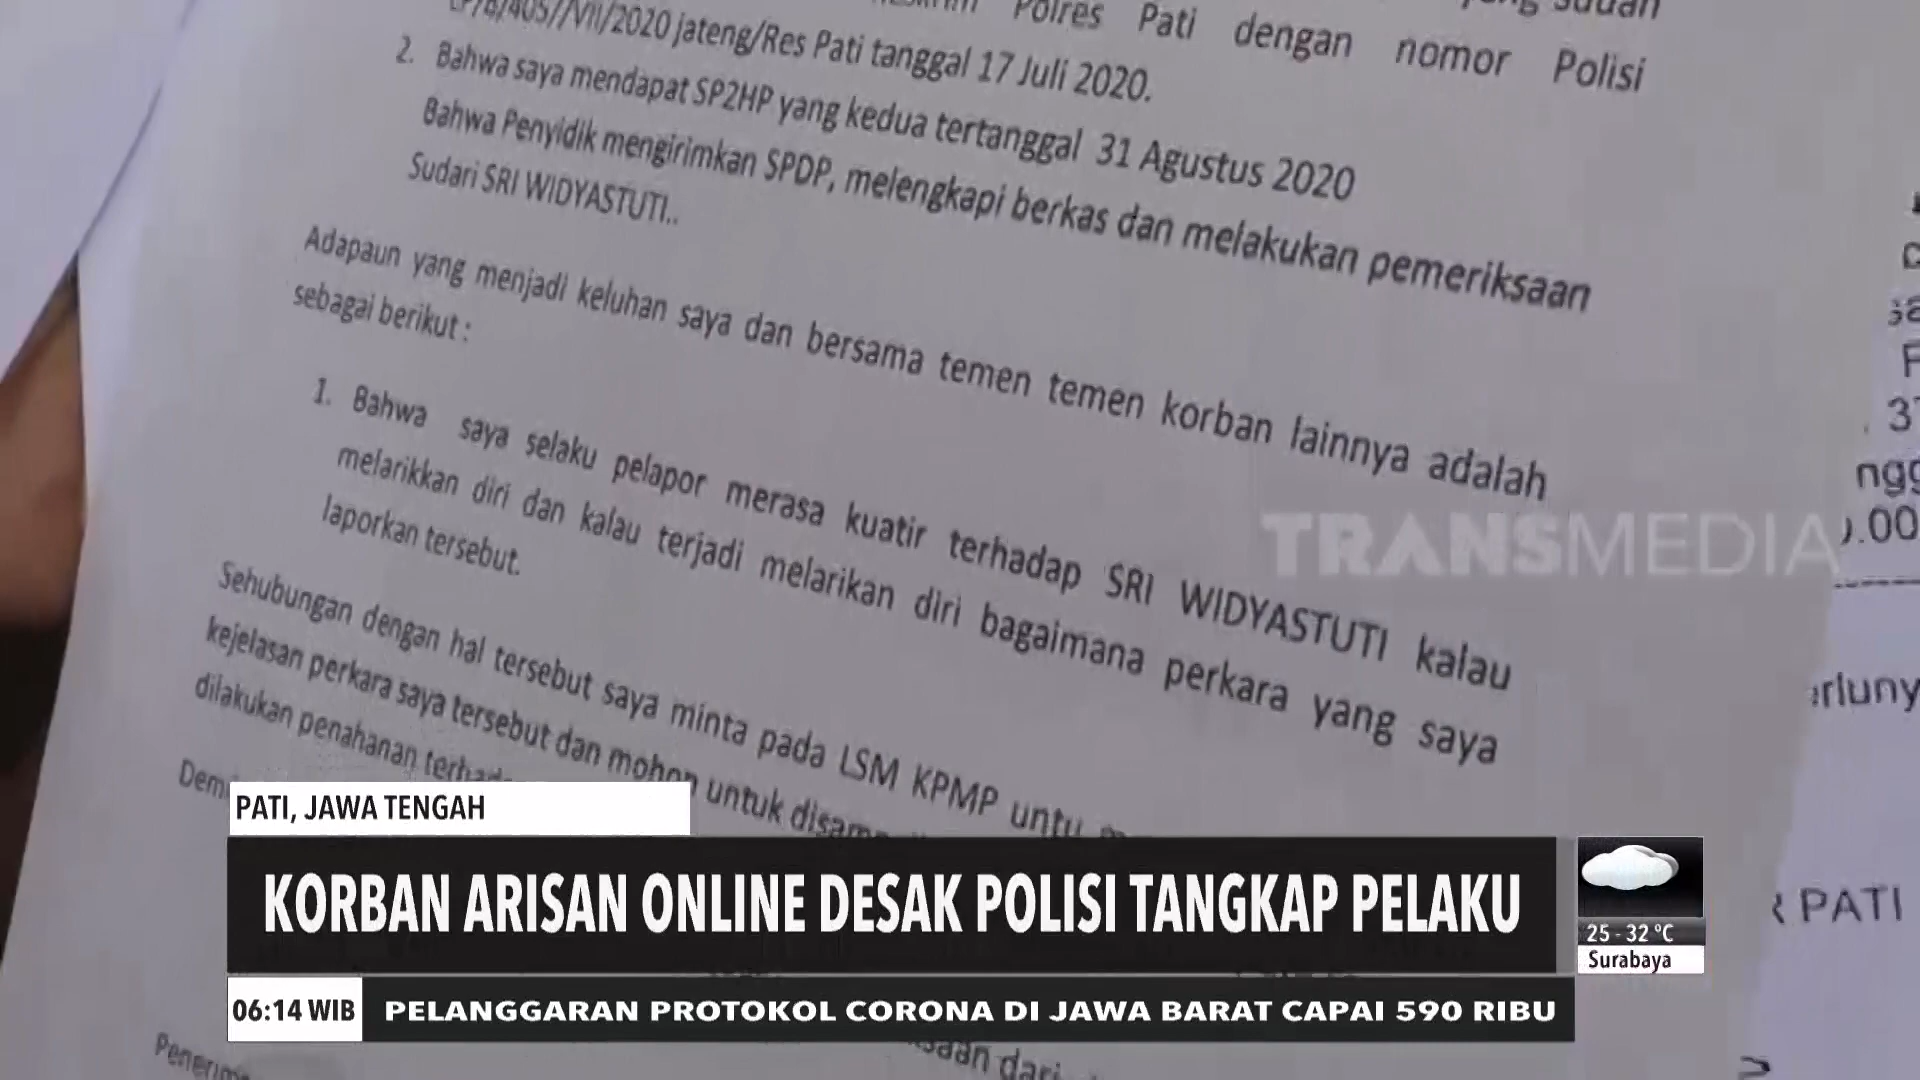 yang sudah
Polres Pati dengan nomor Polisi
jateng/Res Pati tanggal 17 Juli 2020.
2. Bahwa saya mendapat SP2HP yang kedua tertanggal 31 Agustus 2020
Bahwa Penyidik mengirimkan SPDP, melengkapi berkas dan melakukan pemeriksaan
Sudari SRI WIDYASTUTI..
Adapaun yang menjadi keluhan saya dan bersama temen temen korban lainnya adalah
sebagai berikut :
1. Bahwa saya selaku pelapor merasa kuatir terhadap SRI WIDYASTUTI kalau
melarikkan diri dan kalau terjadi melarikan diri bagaimana perkara yang saya
laporkan tersebut.
Sehubungan dengan hal tersebut saya minta pada LSM KPMP
kejelasan perkara saya tersebut dan mohon untuk
dilakukan penahanan
TRANSMEDIA
PATI
PATI, JAWA TENGAH
KORBAN ARISAN ONLINE DESAK POLISI TANGKAP PELAKU
25 - 32 °C
Surabaya
06:14 WIB PELANGGARAN PROTOKOL CORONA DI JAWA BARAT CAPAI 590 RIBU